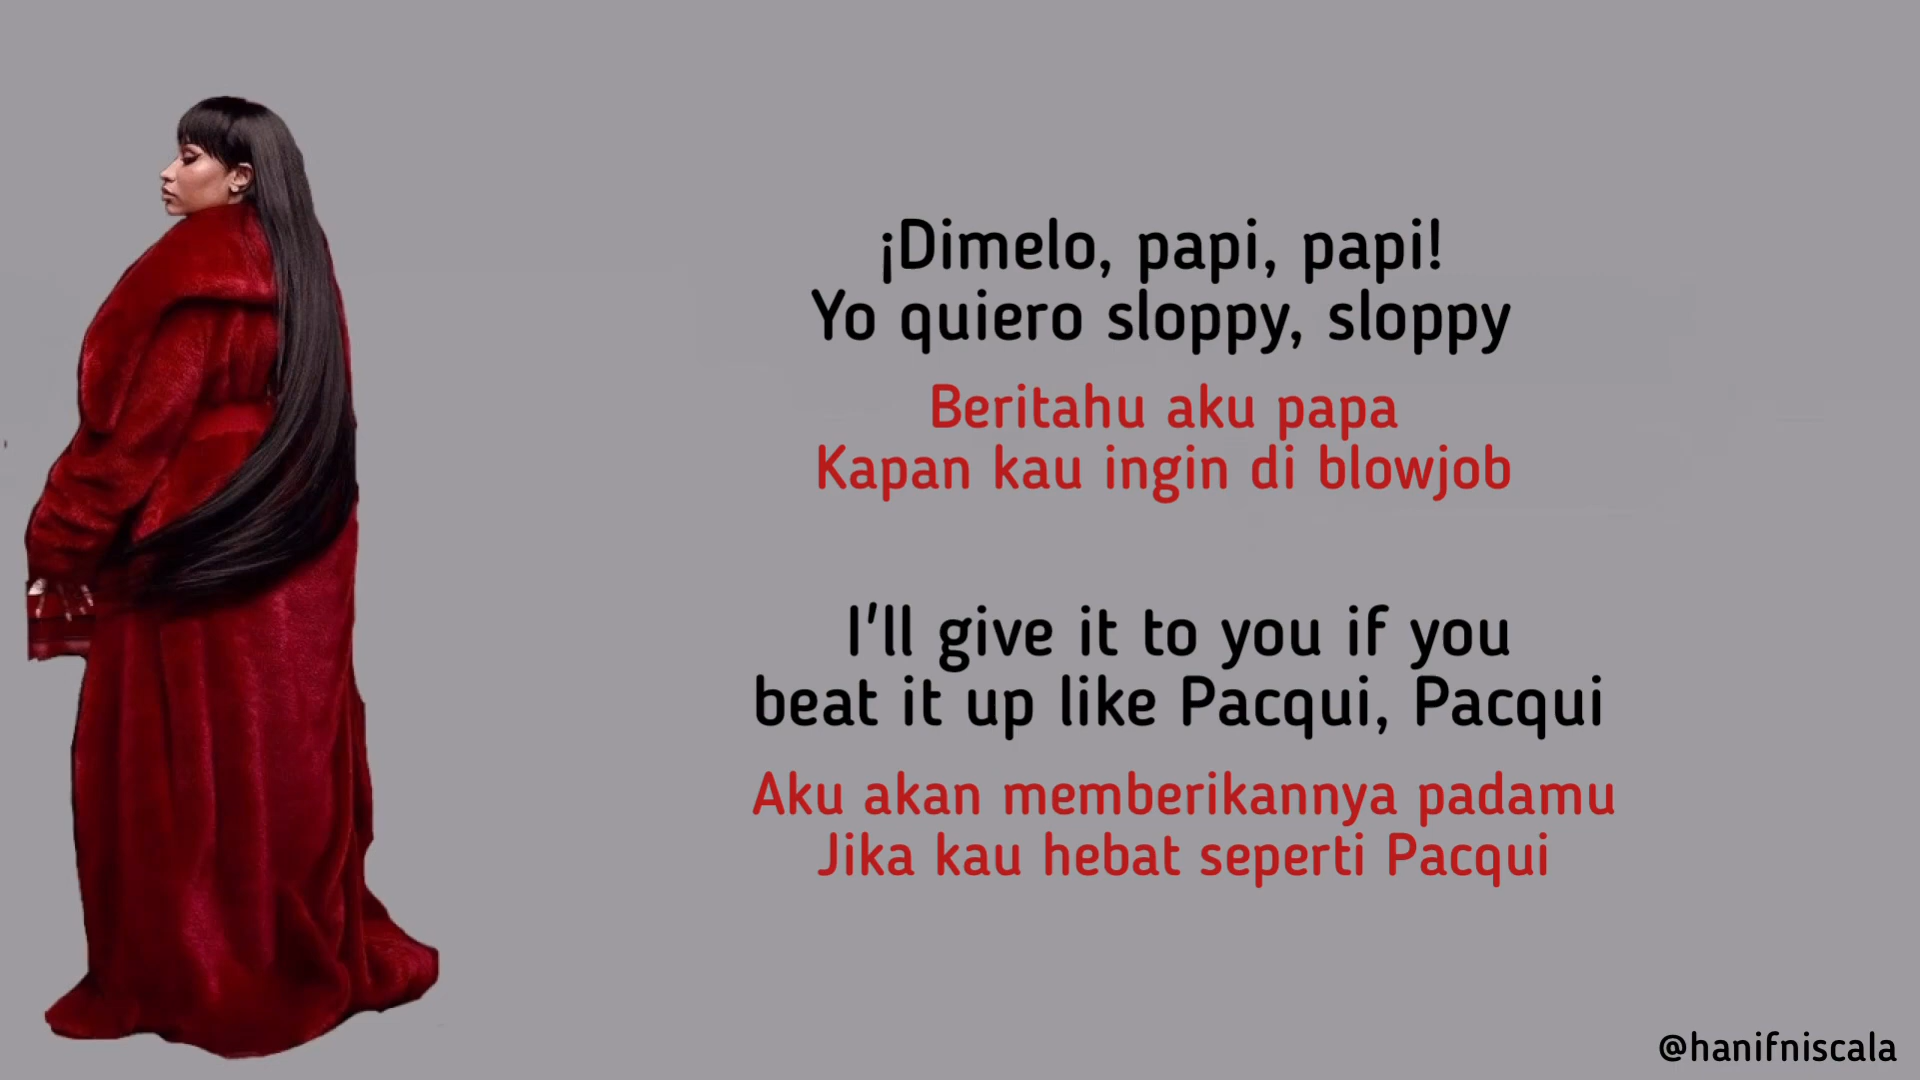 ¡Dimelo, papi, papi!
Yo quiero sloppy, sloppy
Beritahu aku papa
Kapan kau ingin di blowjob
I'll give it to you if you
beat it up like Pacqui, Pacqui
Aku akan memberikannya padamu
Jika kau hebat seperti Pacqui
@hanifniscala